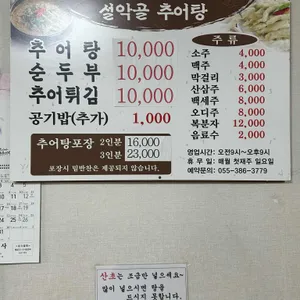 설악골 추어탕
추어탕 10,000
순두부 10,000
추어튀김 10,000
공기밥(추가) 1,000
추어탕포장 2인분 16,000
3인분 23,000
포장시 밑반찬은 제공되지 않습니다.
주류
소주 4,000
맥주 4,000
막걸리 3,000
산삼주 6,000
백세주 8,000
오디주 8,000
복분자 12,000
음료수 2,000
영업시간: 오전9시~오후9시
휴무일: 매월 첫째주 일요일
예약문의: 055-386-3779
산초는 조금만 넣으세요~
많이 넣으시면 탕을
드시지 못합니다.